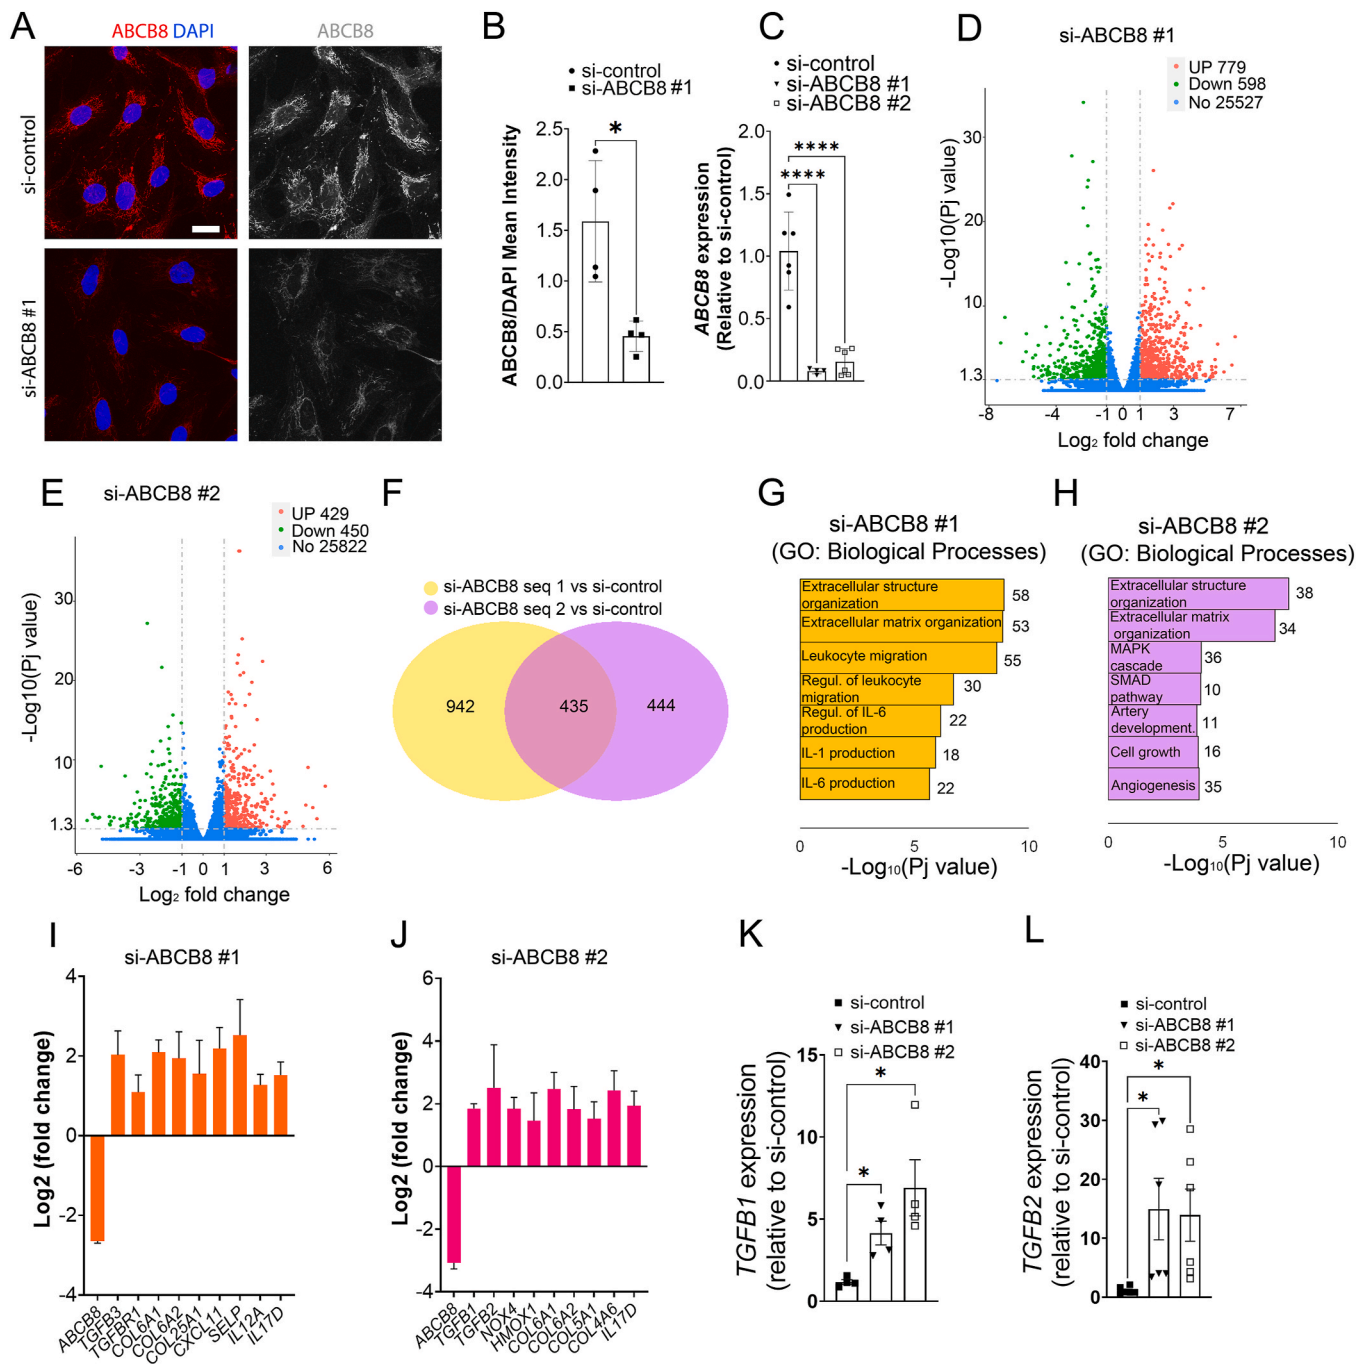 A
ABCB8 DAPI
ABCB8
si-control
si-ABCB8 #1
B
si-control
si-ABCB8 #1
ABCB8/DAPI Mean Intensity
2.5
2.0
1.5
1.0
0.5
0.0
*
C
si-control
si-ABCB8 #1
si-ABCB8 #2
ABCB8 expression
(Relative to si-control)
2.0
1.5
1.0
0.5
0.0
****
****
D
si-ABCB8 #1
UP 779
Down 598
No 25527
-Log10(Pj value)
30
20
10
1.3
-8 -4 -1 0 1 4 7
Log2 fold change
E
si-ABCB8 #2
UP 429
Down 450
No 25822
-Log10(Pj value)
30
20
10
1.3
-6 -3 -1 0 1 3 6
Log2 fold change
F
si-ABCB8 seq 1 vs si-control
si-ABCB8 seq 2 vs si-control
942 435 444
G
si-ABCB8 #1
(GO: Biological Processes)
Extracellular structure
organization
58
Extracellular matrix organization
53
Leukocyte migration
55
Regul. of leukocyte
migration
30
Regul. of IL-6
production
22
IL-1 production
18
IL-6 production
22
0 5 10
-Log10(Pj value)
H
si-ABCB8 #2
(GO: Biological Processes)
Extracellular structure
organization
38
Extracellular matrix
organization
34
MAPK
cascade
36
SMAD
pathway
10
Artery
development.
11
Cell growth
16
Angiogenesis
35
0 5 10
-Log10(Pj value)
I
si-ABCB8 #1
Log2 (fold change)
4
2
0
-2
-4
ABCB8
TGFB3
TGFBR1
COL6A1
COL6A2
COL25A1
CXCL11
SELP
IL12A
IL17D
J
si-ABCB8 #2
Log2 (fold change)
6
4
2
0
-2
-4
ABCB8
TGFB1
TGFB2
NOX4
HMOX1
COL6A1
COL6A2
COL5A1
COL4A6
IL17D
K
si-control
si-ABCB8 #1
si-ABCB8 #2
TGFB1 expression
(relative to si-control)
15
10
5
0
*
*
L
si-control
si-ABCB8 #1
si-ABCB8 #2
TGFB2 expression
(relative to si-control)
40
30
20
10
0
*
*